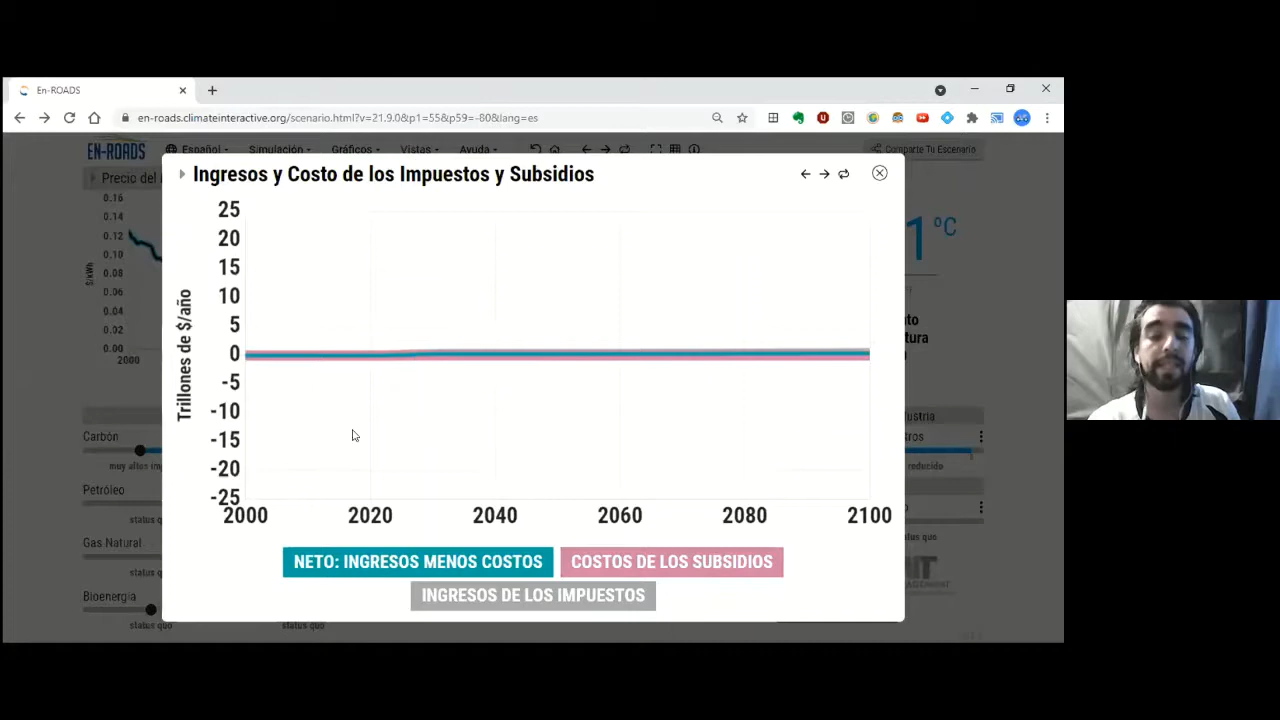 En-ROADS
en-roads.climateinteractive.org/scenario.html?v=21.9.0&p1=55&p59=-80&lang=es
EN-ROADS
Español
Simulación
Gráficos
Vistas
Ayuda
Comparte Tu Escenario
Precio del
Ingresos y Costo de los Impuestos y Subsidios
0.16
0.14
0.12
0.10
0.08
0.06
0.04
0.02
0.00
$/kWh
2000
Trillones de $/año
25
20
15
10
5
0
-5
-10
-15
-20
-25
2000 2020 2040 2060 2080 2100
NETO: INGRESOS MENOS COSTOS
COSTOS DE LOS SUBSIDIOS
INGRESOS DE LOS IMPUESTOS
1°C
Carbón
Petróleo
status qu
Gas Natural
status qu
Bioenergía
status quo
status quo
reducido